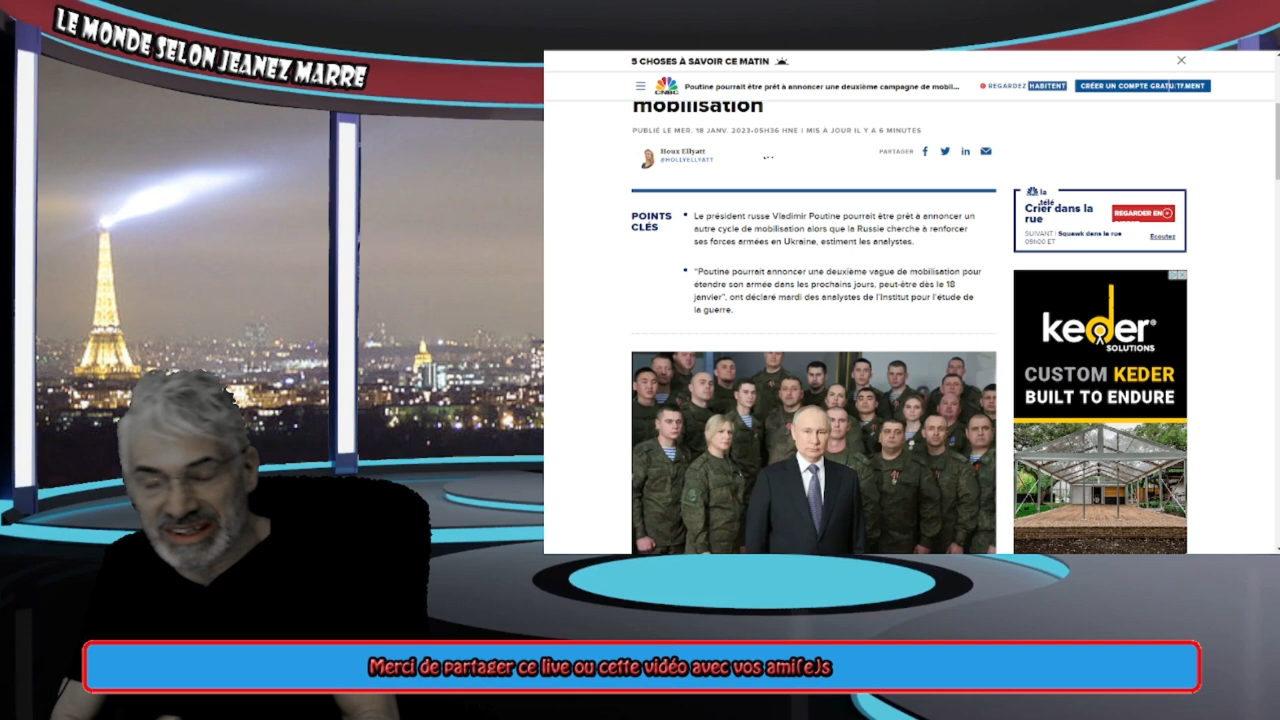 LE MONDE SELON JEANEZ MARRE
5 CHOSES À SAVOIR CE MATIN
CNBC
Poutine pourrait être prêt à annoncer une deuxième campagne de mobil...
REGARDEZ HABITENT
CRÉER UN COMPTE
mobilisation
PUBLIÉ LE MER. 18 JANV. 2023•05H36 HNE | MIS À JOUR IL Y A 6 MINUTES
Houx Ellyatt
@HOLLYELLYATT
PARTAGER
POINTS
CLÉS
Le président russe Vladimir Poutine pourrait être prêt à annoncer un
autre cycle de mobilisation alors que la Russie cherche à renforcer
ses forces armées en Ukraine, estiment les analystes.
“Poutine pourrait annoncer une deuxième vague de mobilisation pour
étendre son armée dans les prochains jours, peut-être dès le 18
janvier”, ont déclaré mardi des analystes de l’Institut pour l’étude de
la guerre.
la
télé
Crier dans la
rue
REGARDER EN
SUIVANT | Squawk dans la rue
09h00 ET
Ecoutez
keder®
SOLUTIONS
CUSTOM KEDER
BUILT TO ENDURE
Merci de partager ce live ou cette vidéo avec vos ami(e)s